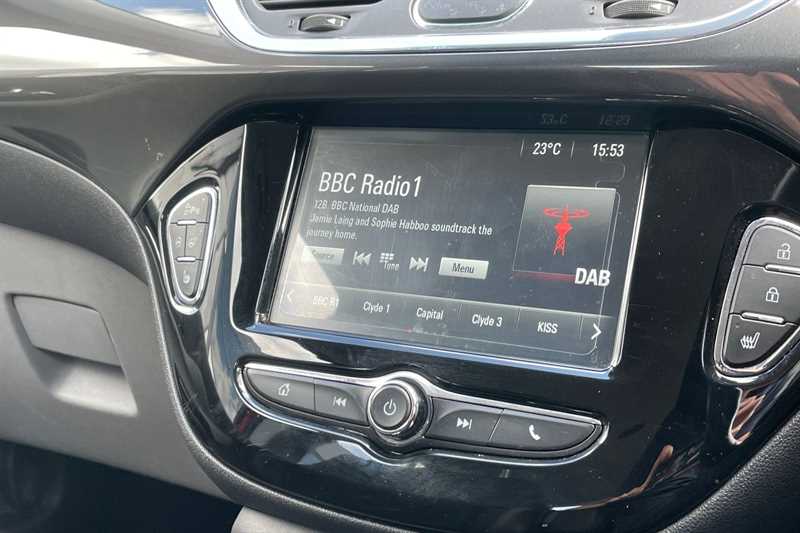 23°C 15:53
BBC Radio1
12B. BBC National DAB
Jamie Laing and Sophie Habboo soundtrack the
journey home.
Source Tune Menu
DAB
BBC R1 Clyde 1 Capital Clyde 3 KISS